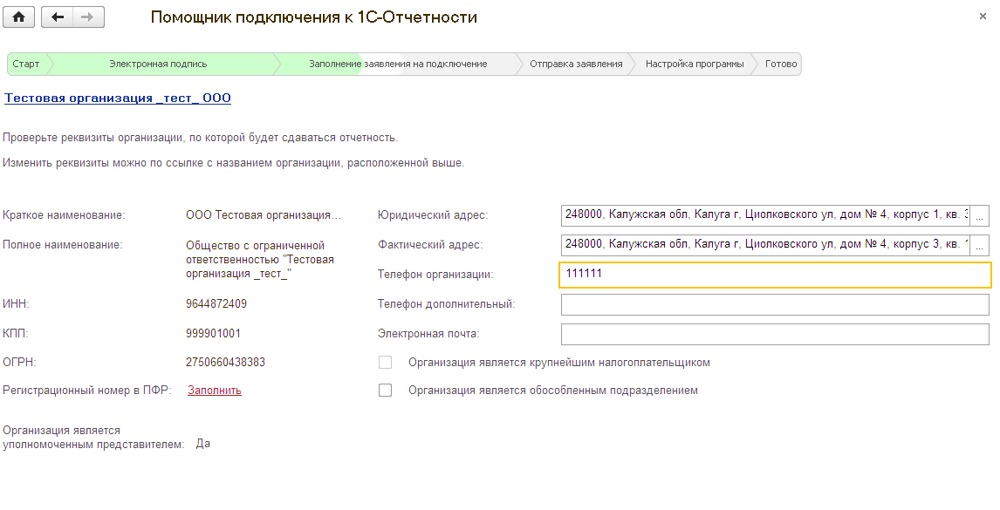 Помощник подключения к 1С-Отчетности
Старт Электронная подпись Заполнение заявления на подключение Отправка заявления Настройка программы Готово
Тестовая организация _тест_ ООО
Проверьте реквизиты организации, по которой будет сдаваться отчетность.
Изменить реквизиты можно по ссылке с названием организации, расположенной выше.
Краткое наименование: ООО Тестовая организация... Юридический адрес: 248000, Калужская обл, Калуга г, Циолковского ул, дом № 4, корпус 1, кв. ...
Полное наименование: Общество с ограниченной Фактический адрес: 248000, Калужская обл, Калуга г, Циолковского ул, дом № 4, корпус 3, кв. 1 ...
ответственностью "Тестовая
организация _тест_" Телефон организации: 111111
ИНН: 9644872409 Телефон дополнительный:
КПП: 999901001 Электронная почта:
ОГРН: 2750660438383 Организация является крупнейшим налогоплательщиком
Регистрационный номер в ПФР: Заполнить Организация является обособленным подразделением
Организация является
уполномоченным представителем: Да